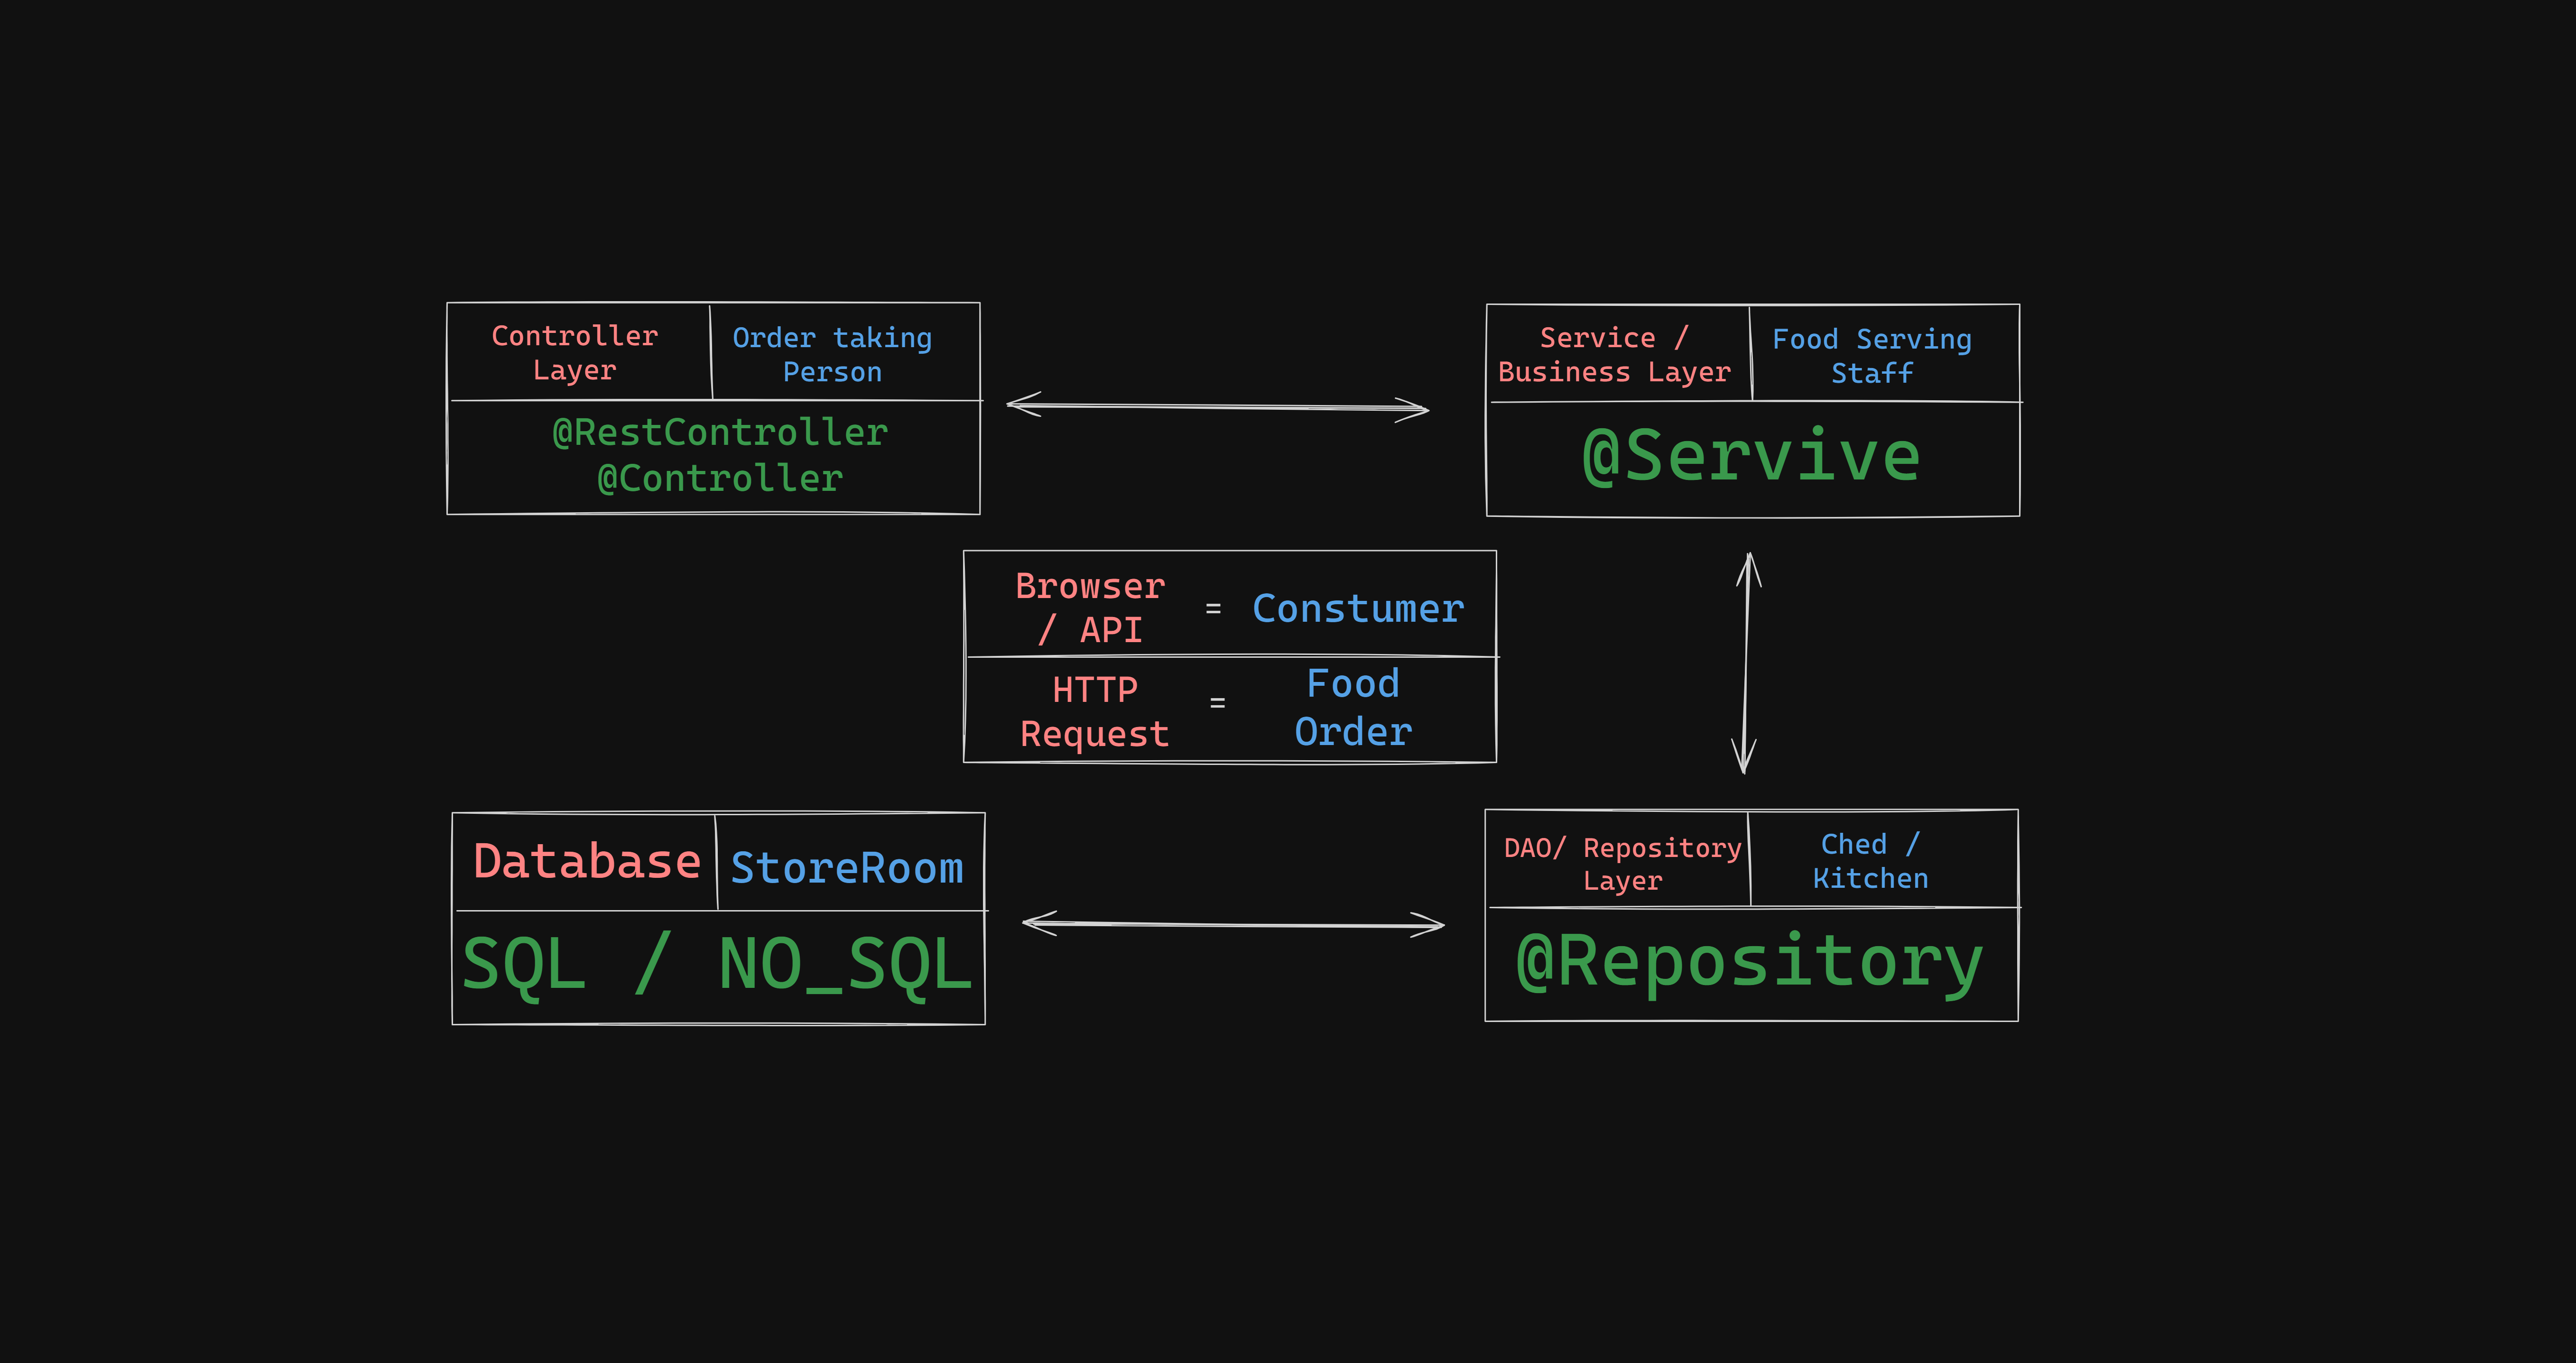 Controller
Layer
Order taking
Person
@RestController
@Controller
Service /
Business Layer
Food Serving
Staff
@Servive
Browser
/ API
=
Constumer
HTTP
Request
=
Food
Order
Database
StoreRoom
SQL / NO_SQL
DAO/ Repository
Layer
Ched /
Kitchen
@Repository